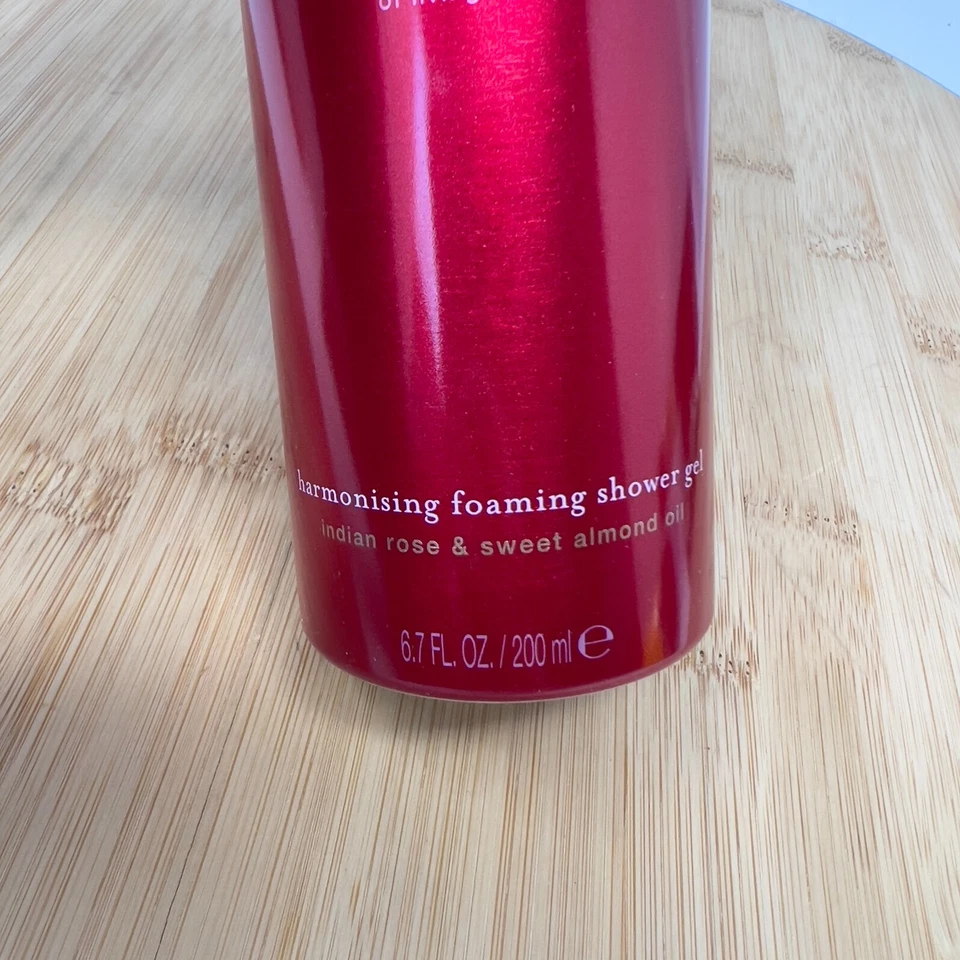 harmonising foaming shower gel
indian rose & sweet almond oil
6.7 FL. OZ. / 200 ml e